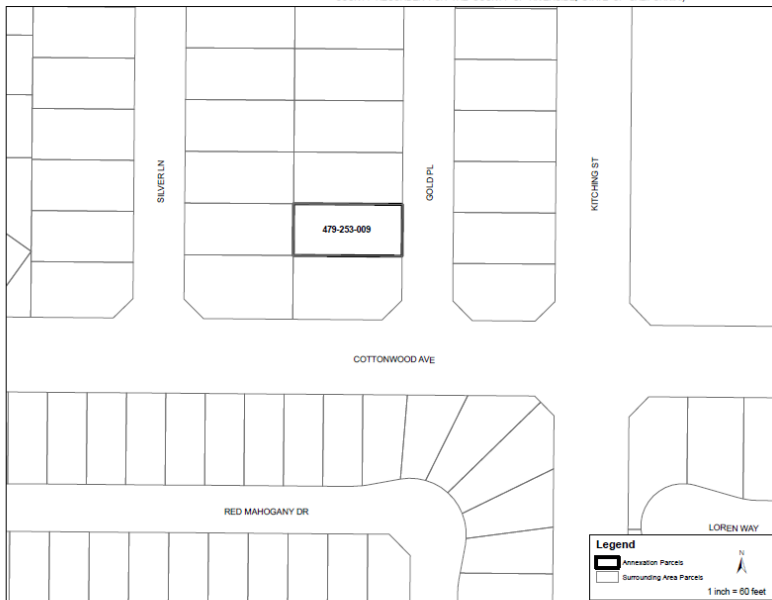 SILVER LN
GOLD PL
KITCHING ST
479-253-009
COTTONWOOD AVE
RED MAHOGANY DR
LOREN WAY
Legend
Annexation Parcels
Surrounding Area Parcels
N
1 inch = 60 feet